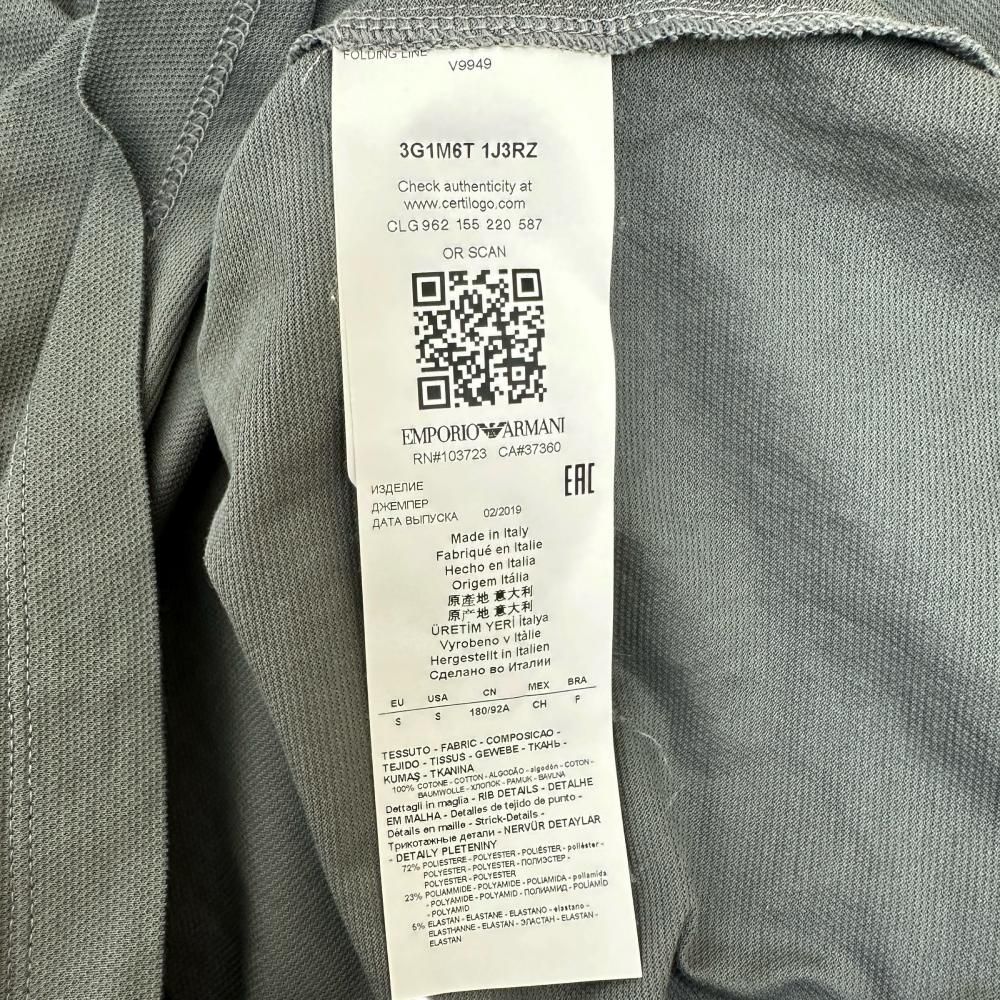 FOLDING LINE
V9949
3G1M6T 1J3RZ
Check authenticity at
www.certilogo.com
CLG 962 155 220 587
OR SCAN
EMPORIO ARMANI
RN#103723 CA#37360
EAC
ИЗДЕЛИЕ
ДЖЕМПЕР
ДАТА ВЫПУСКА 02/2019
Made in Italy
Fabriqué en Italie
Hecho en Italia
Origem Itália
原產地 意大利
原产地 意大利
ÜRETİM YERİ İtalya
Vyrobeno v Itàlie
Hergestellt in Italien
Сделано во Италии
EU USA CN MEX BRA
S S 180/92A CH P
TESSUTO - FABRIC - COMPOSICAO -
TEJIDO - TISSUS - GEWEBE - ТКАНЬ -
KUMAŞ - TKANINA
100% COTONE - COTTON - ALGODÃO - algodón - COTON -
BAUMWOLLE - ХЛОПОК - PAMUK - BAVLNA
Dettagli in maglia - RIB DETAILS - DETALHE
EM MALHA - Detalles de tejido de punto -
Détails en maille - Strick-Details -
Трикотажные детали - NERVÜR DETAYLAR
- DETAILY PLETENINY
72% POLIESTERE - POLYESTER - POLIÉSTER - poliéster -
POLYESTER - POLYESTER - ПОЛИЭСТЕР -
POLYESTER - POLYESTER
23% POLIAMMIDE - POLYAMIDE - POLIAMIDA - poliamida
- POLYAMIDE - POLYAMID - ПОЛИАМИД - POLİAMİD
- POLYAMID
5% ELASTAN - ELASTANE - ELASTANO - elastano -
ELASTHANNE - ELASTAN - ЭЛАСТАН - ELASTAN -
ELASTAN